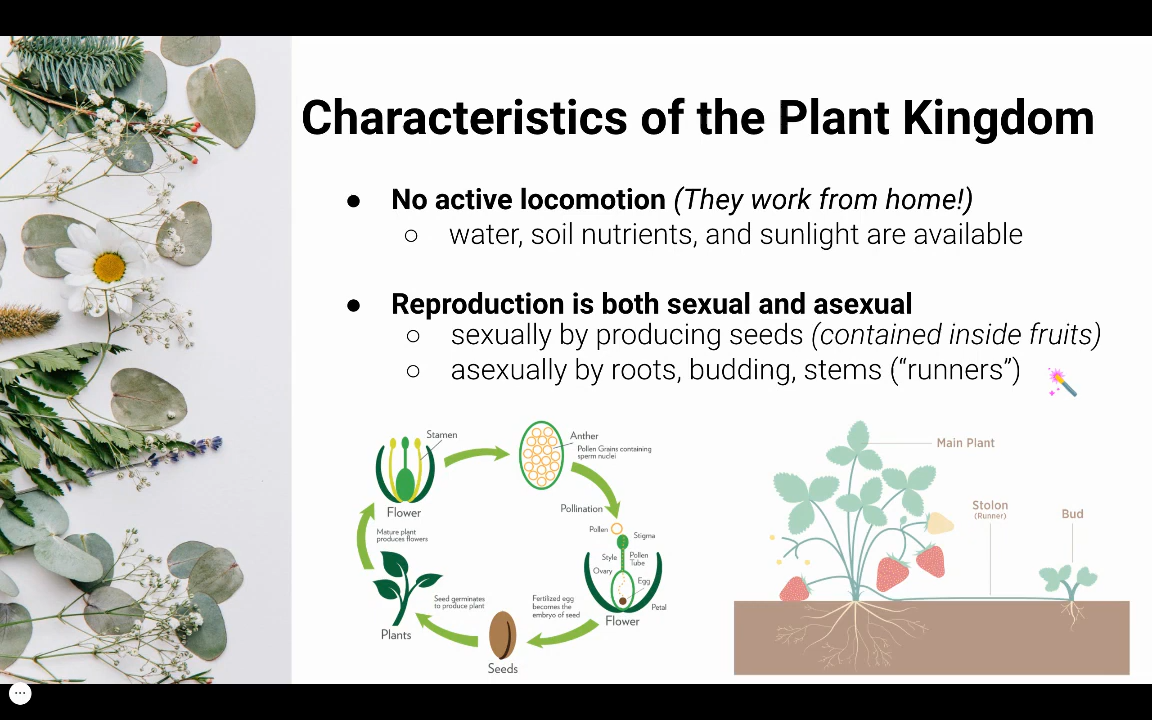 Characteristics of the Plant Kingdom
● No active locomotion (They work from home!)
○ water, soil nutrients, and sunlight are available
● Reproduction is both sexual and asexual
○ sexually by producing seeds (contained inside fruits)
○ asexually by roots, budding, stems (“runners”)
Stamen
Flower
Anther
Pollen Grains containing
sperm nuclei
Pollination
Pollen
Stigma
Style
Pollen
Tube
Ovary
Egg
Petal
Flower
Fertilized egg
becomes the
embryo of seed
Seeds
Seed germinates
to produce plant
Plants
Mature plant
produces flowers
Main Plant
Stolon
(Runner)
Bud